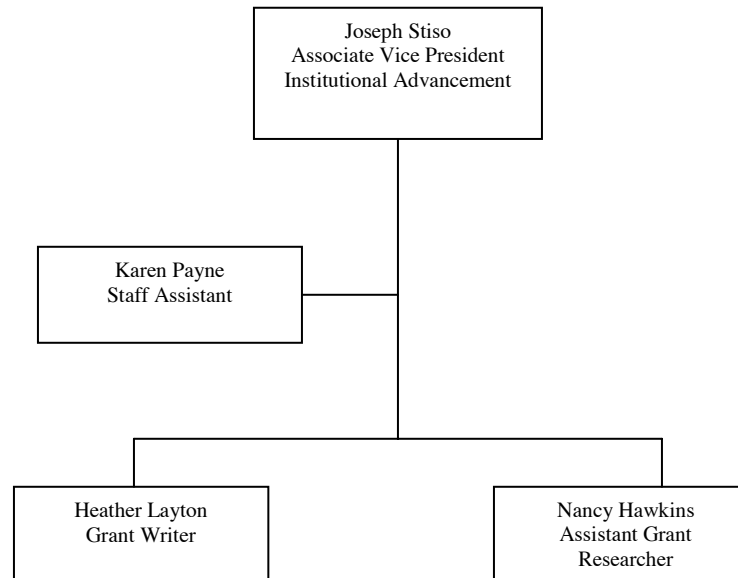 Joseph Stiso
Associate Vice President
Institutional Advancement
Karen Payne
Staff Assistant
Heather Layton
Grant Writer
Nancy Hawkins
Assistant Grant
Researcher